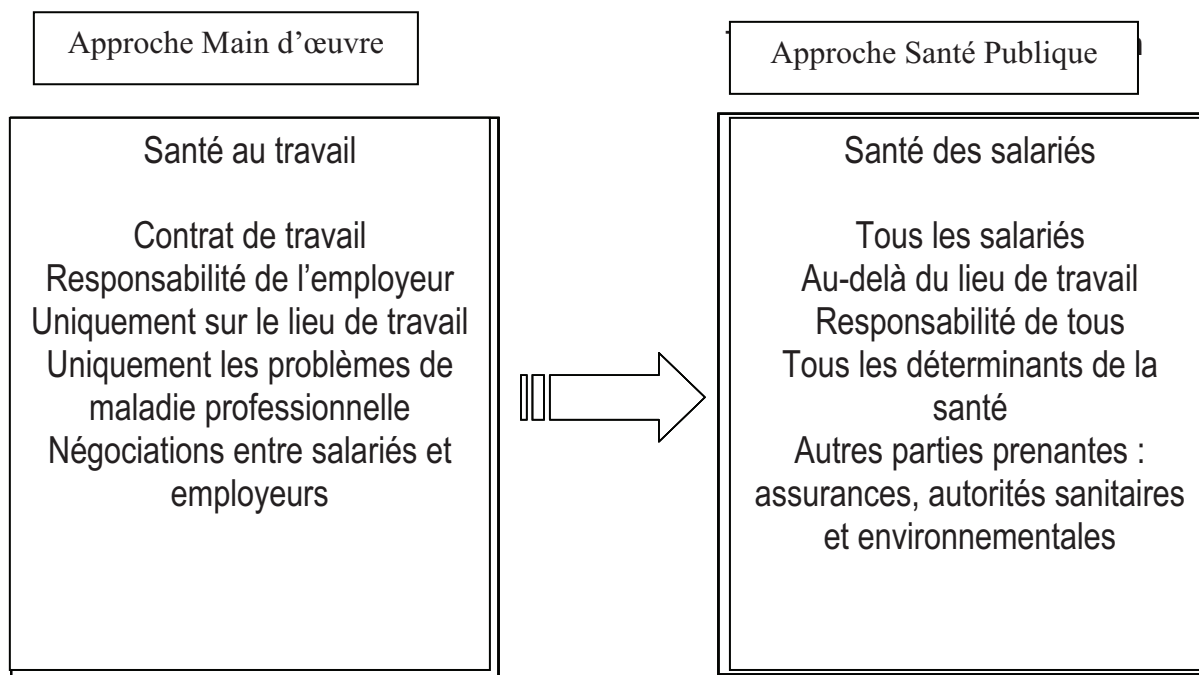 Approche Main d’œuvre
Santé au travail
Contrat de travail
Responsabilité de l’employeur
Uniquement sur le lieu de travail
Uniquement les problèmes de
maladie professionnelle
Négociations entre salariés et
employeurs
Approche Santé Publique
Santé des salariés
Tous les salariés
Au-delà du lieu de travail
Responsabilité de tous
Tous les déterminants de la
santé
Autres parties prenantes :
assurances, autorités sanitaires
et environnementales